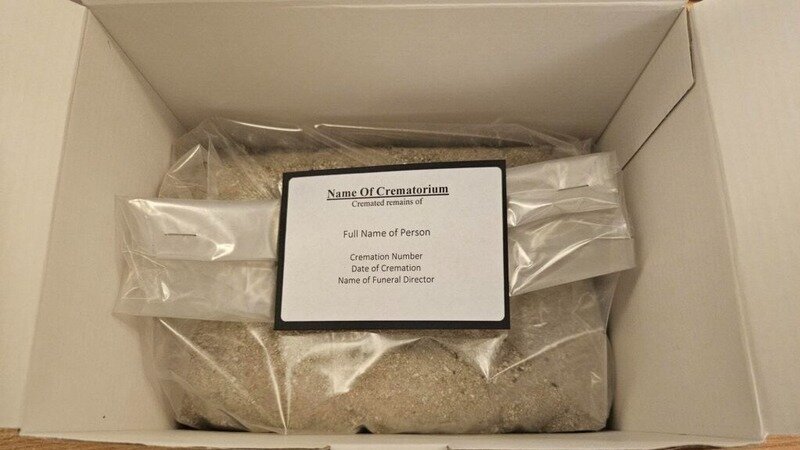 Name Of Crematorium
Cremated remains of
Full Name of Person
Cremation Number
Date of Cremation
Name of Funeral Director